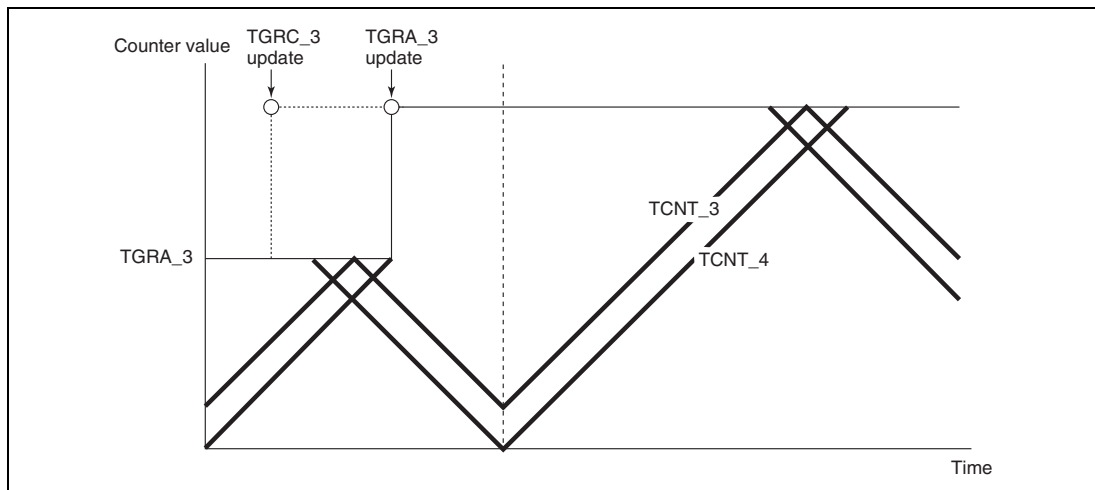 Counter value
TGRC_3
update
TGRA_3
update
TGRA_3
TCNT_3
TCNT_4
Time